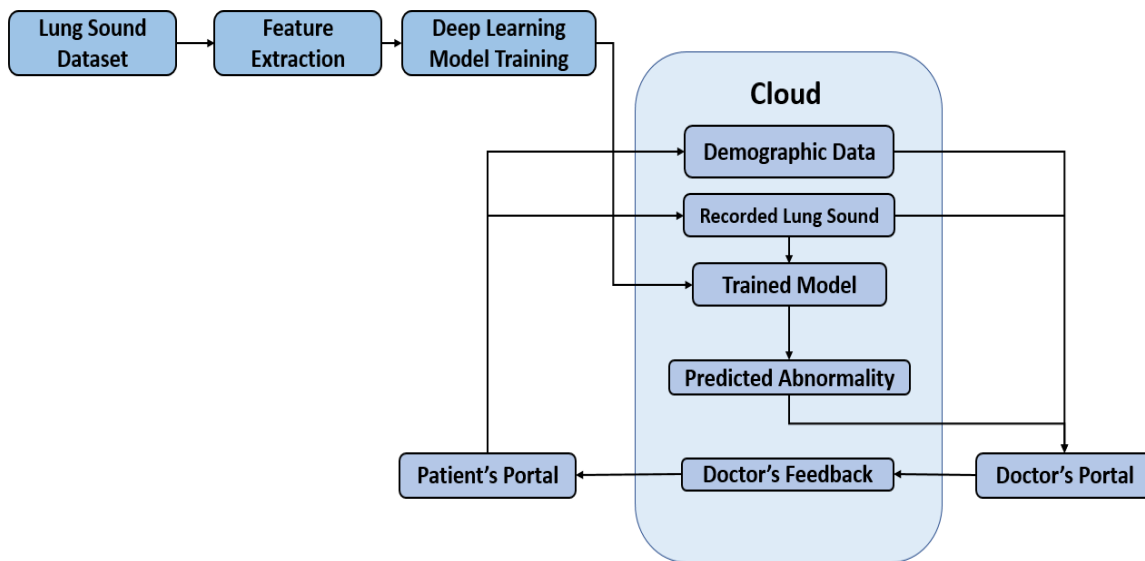 Lung Sound
Dataset
Feature
Extraction
Deep Learning
Model Training
Cloud
Demographic Data
Recorded Lung Sound
Trained Model
Predicted Abnormality
Patient's Portal
Doctor's Feedback
Doctor's Portal